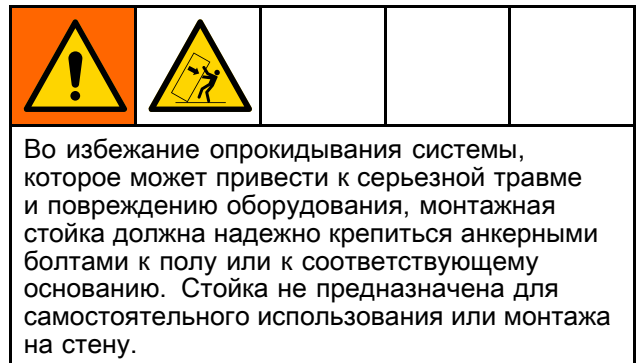 Во избежание опрокидывания системы,
которое может привести к серьезной травме
и повреждению оборудования, монтажная
стойка должна надежно крепиться анкерными
болтами к полу или к соответствующему
основанию. Стойка не предназначена для
самостоятельного использования или монтажа
на стену.